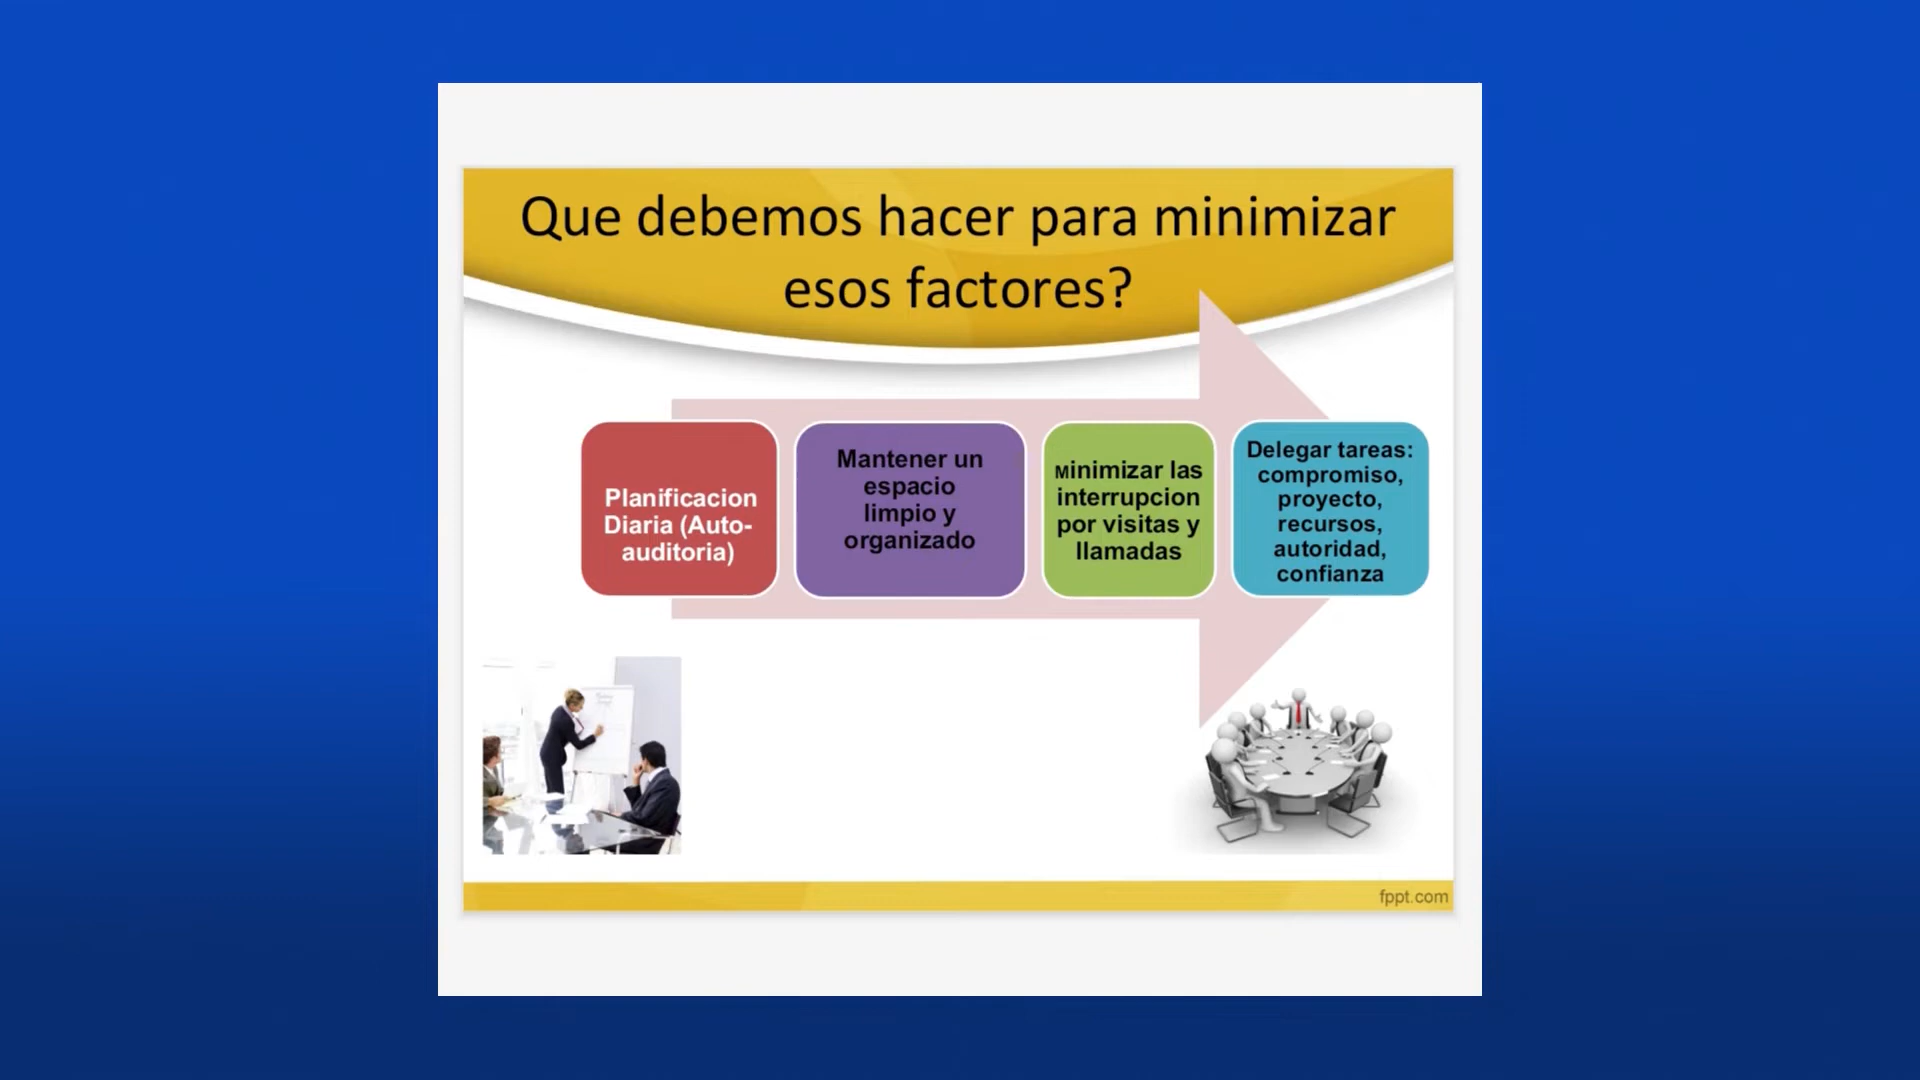 Que debemos hacer para minimizar
esos factores?
Planificacion
Diaria (Auto-
auditoria)
Mantener un
espacio
limpio y
organizado
Minimizar las
interrupcion
por visitas y
llamadas
Delegar tareas:
compromiso,
proyecto,
recursos,
autoridad,
confianza
fppt.com